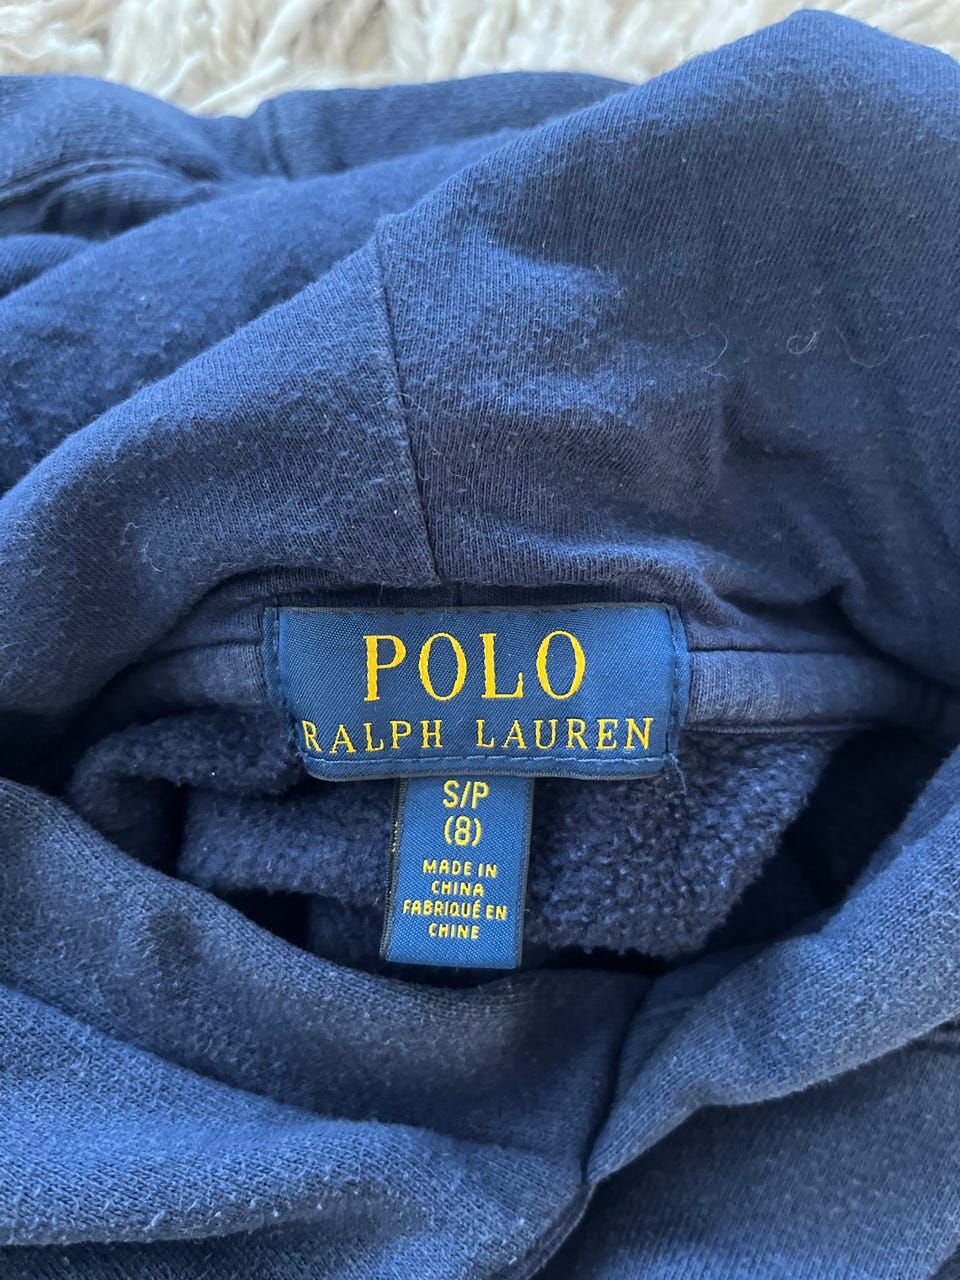 POLO
RALPH LAUREN
S/P
(8)
MADE IN
CHINA
FABRIQUÉ EN
CHINE